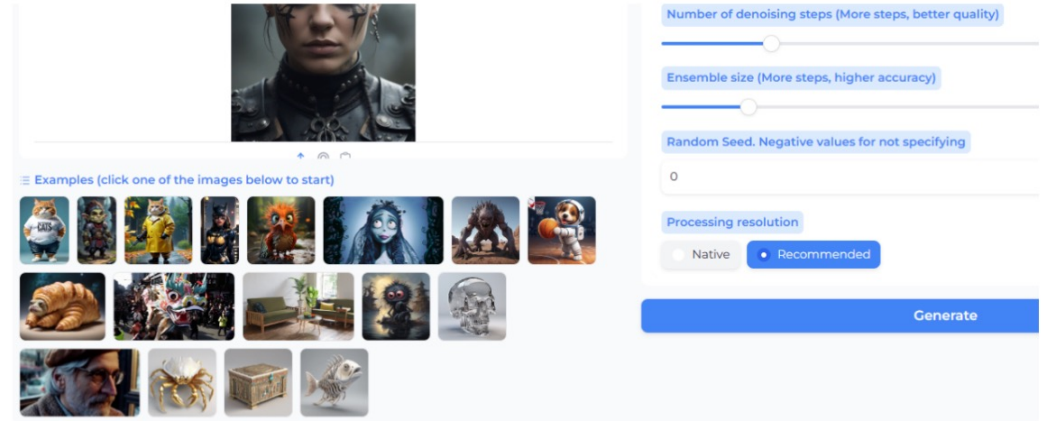 Number of denoising steps (More steps, better quality)
Ensemble size (More steps, higher accuracy)
Random Seed. Negative values for not specifying
0
Examples (click one of the images below to start)
CATS
Processing resolution
Native
Recommended
Generate